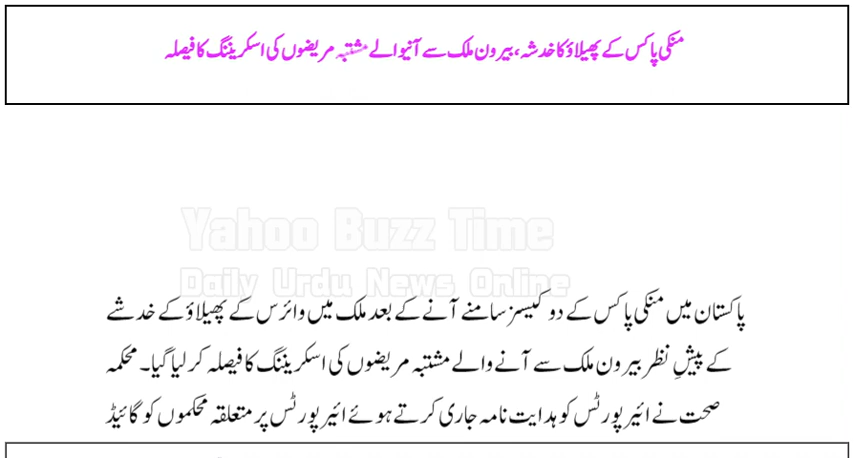 منکی پاکس کے پھیلاؤ کا خدشہ، بیرون ملک سے آنیوالے مشتبہ مریضوں کی اسکریننگ کا فیصلہ
Yahoo Buzz Time
Daily Urdu News Online
پاکستان میں منکی پاکس کے دو کیسز سامنے آنے کے بعد ملک میں وائرس کے پھیلاؤ کے خدشے
کے پیشِ نظر بیرون ملک سے آنے والے مشتبہ مریضوں کی اسکریننگ کا فیصلہ کر لیا گیا۔ محکمہ
صحت نے ائیرپورٹس کو ہدایت نامہ جاری کرتے ہوئے ائیرپورٹس پر متعلقہ محکموں کو گائیڈ